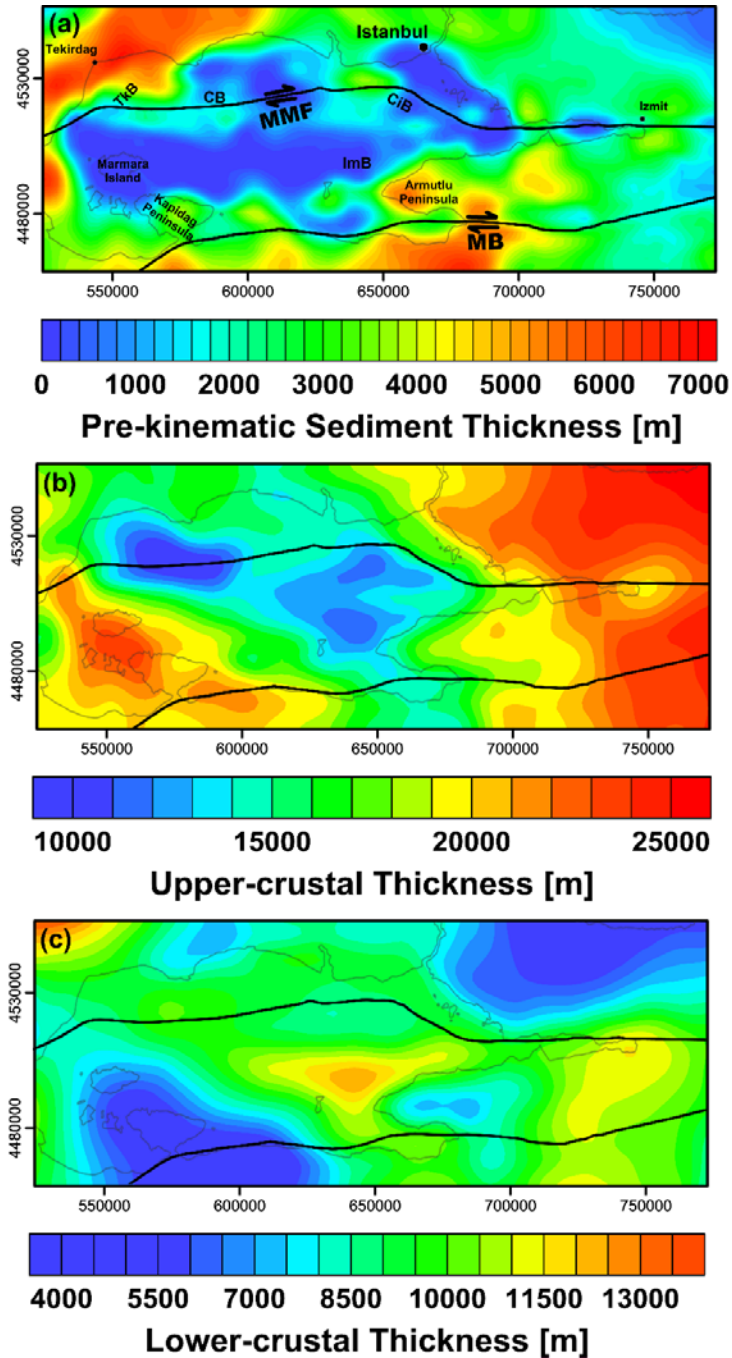 (a)
Istanbul
Tekirdag
4530000
TkB
CB
MMF
CiB
Izmit
Marmara
Island
ImB
Armutlu
Peninsula
Kapidag
Peninsula
4480000
MB
550000 600000 650000 700000 750000
0 1000 2000 3000 4000 5000 6000 7000
Pre-kinematic Sediment Thickness [m]
(b)
4530000
4480000
550000 600000 650000 700000 750000
10000 15000 20000 25000
Upper-crustal Thickness [m]
(c)
4530000
4480000
550000 600000 650000 700000 750000
4000 5500 7000 8500 10000 11500 13000
Lower-crustal Thickness [m]